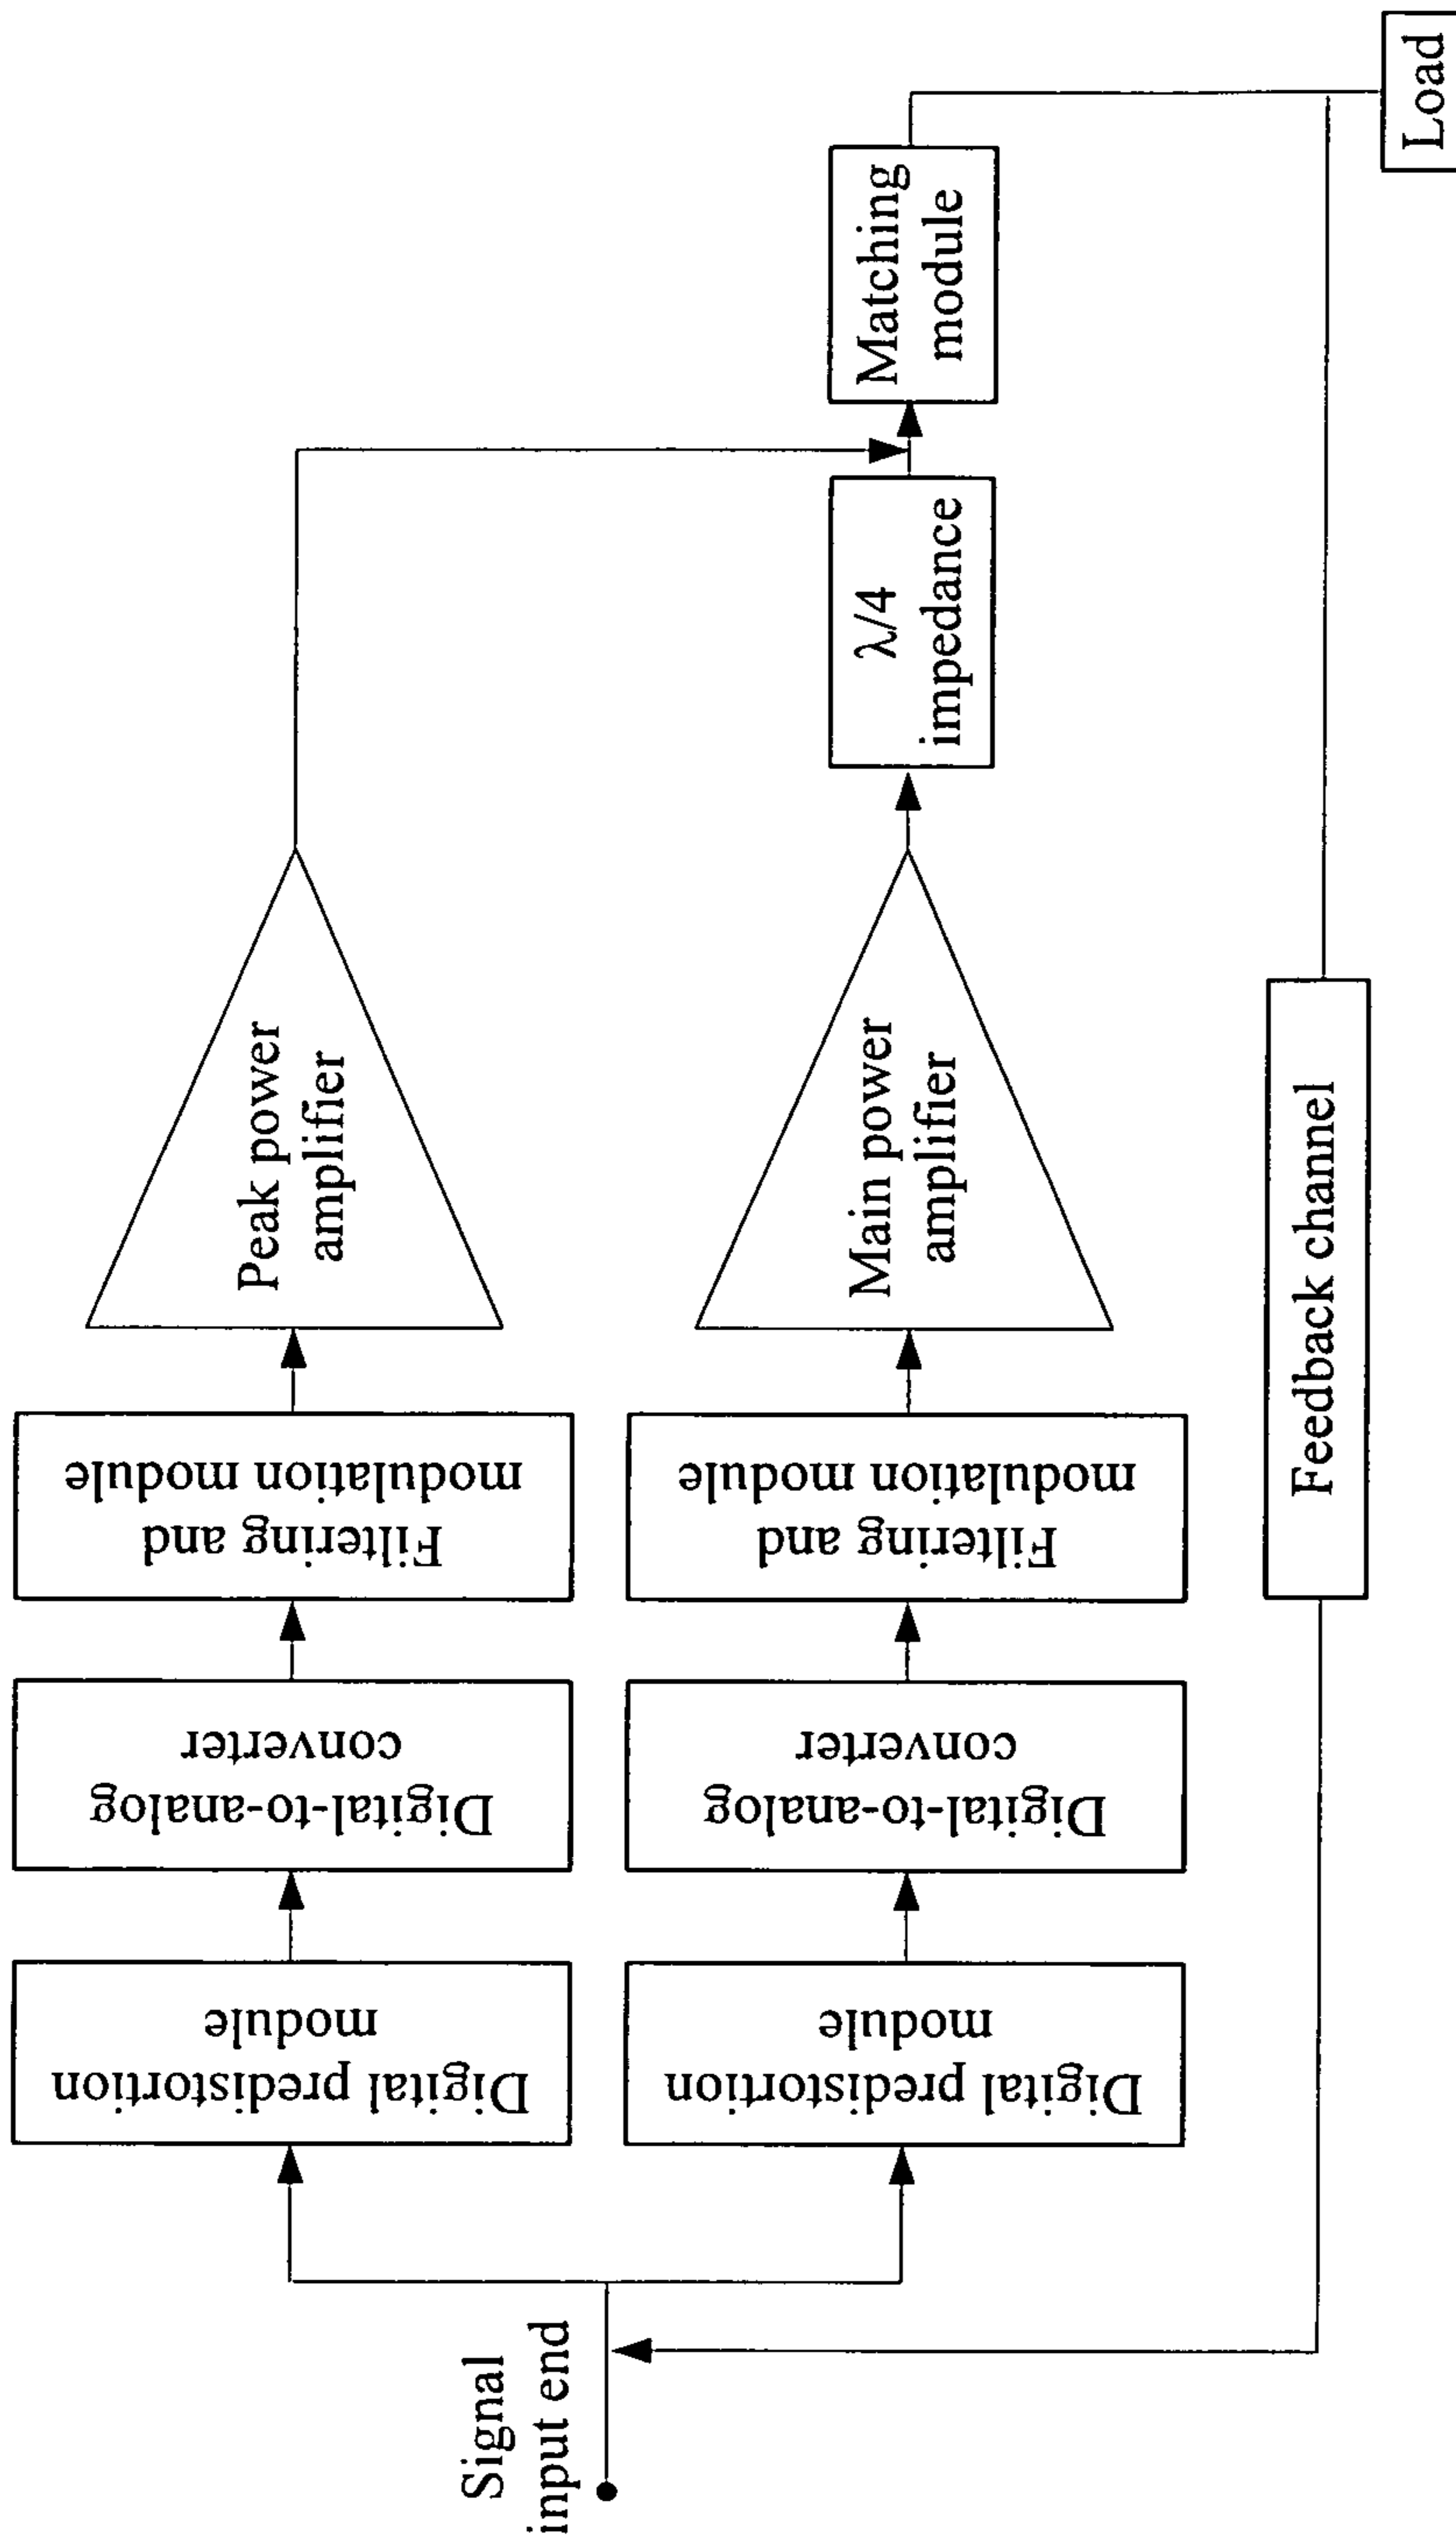 Signal
input end
Digital predistortion
module
Digital-to-analog
converter
Filtering and
modulation module
Peak power
amplifier
Digital predistortion
module
Digital-to-analog
converter
Filtering and
modulation module
Main power
amplifier
λ/4
impedance
Matching
module
Feedback channel
Load